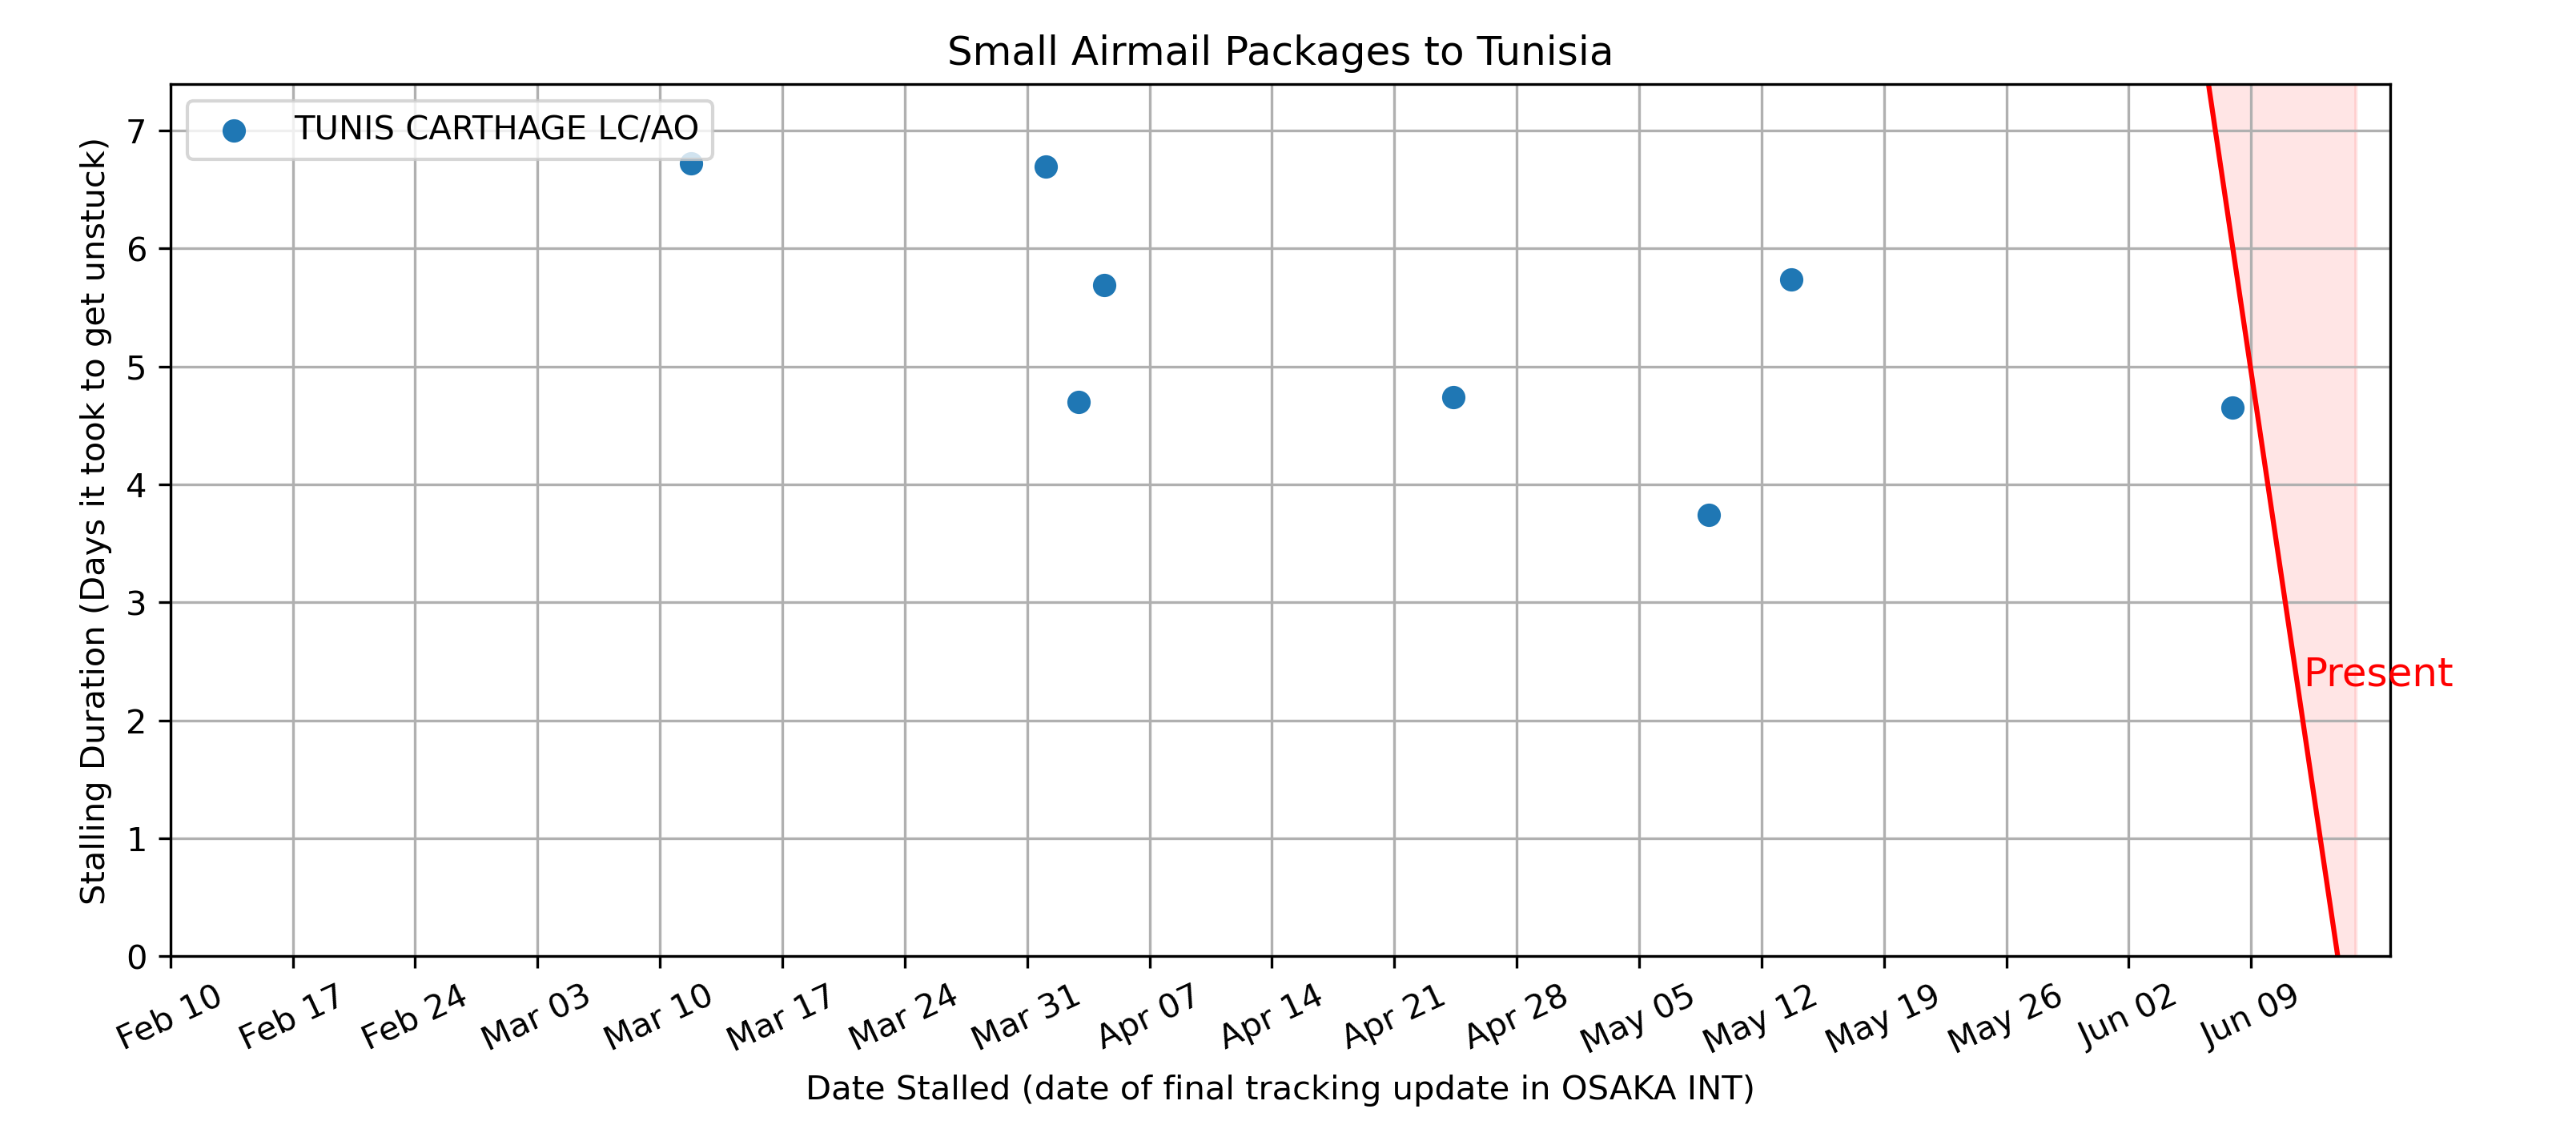 Small Airmail Packages to Tunisia
TUNIS CARTHAGE LC/AO
Stalling Duration (Days it took to get unstuck)
7
6
5
4
3
2
1
0
Present
Feb 10
Feb 17
Feb 24
Mar 03
Mar 10
Mar 17
Mar 24
Mar 31
Apr 07
Apr 14
Apr 21
Apr 28
May 05
May 12
May 19
May 26
Jun 02
Jun 09
Date Stalled (date of final tracking update in OSAKA INT)